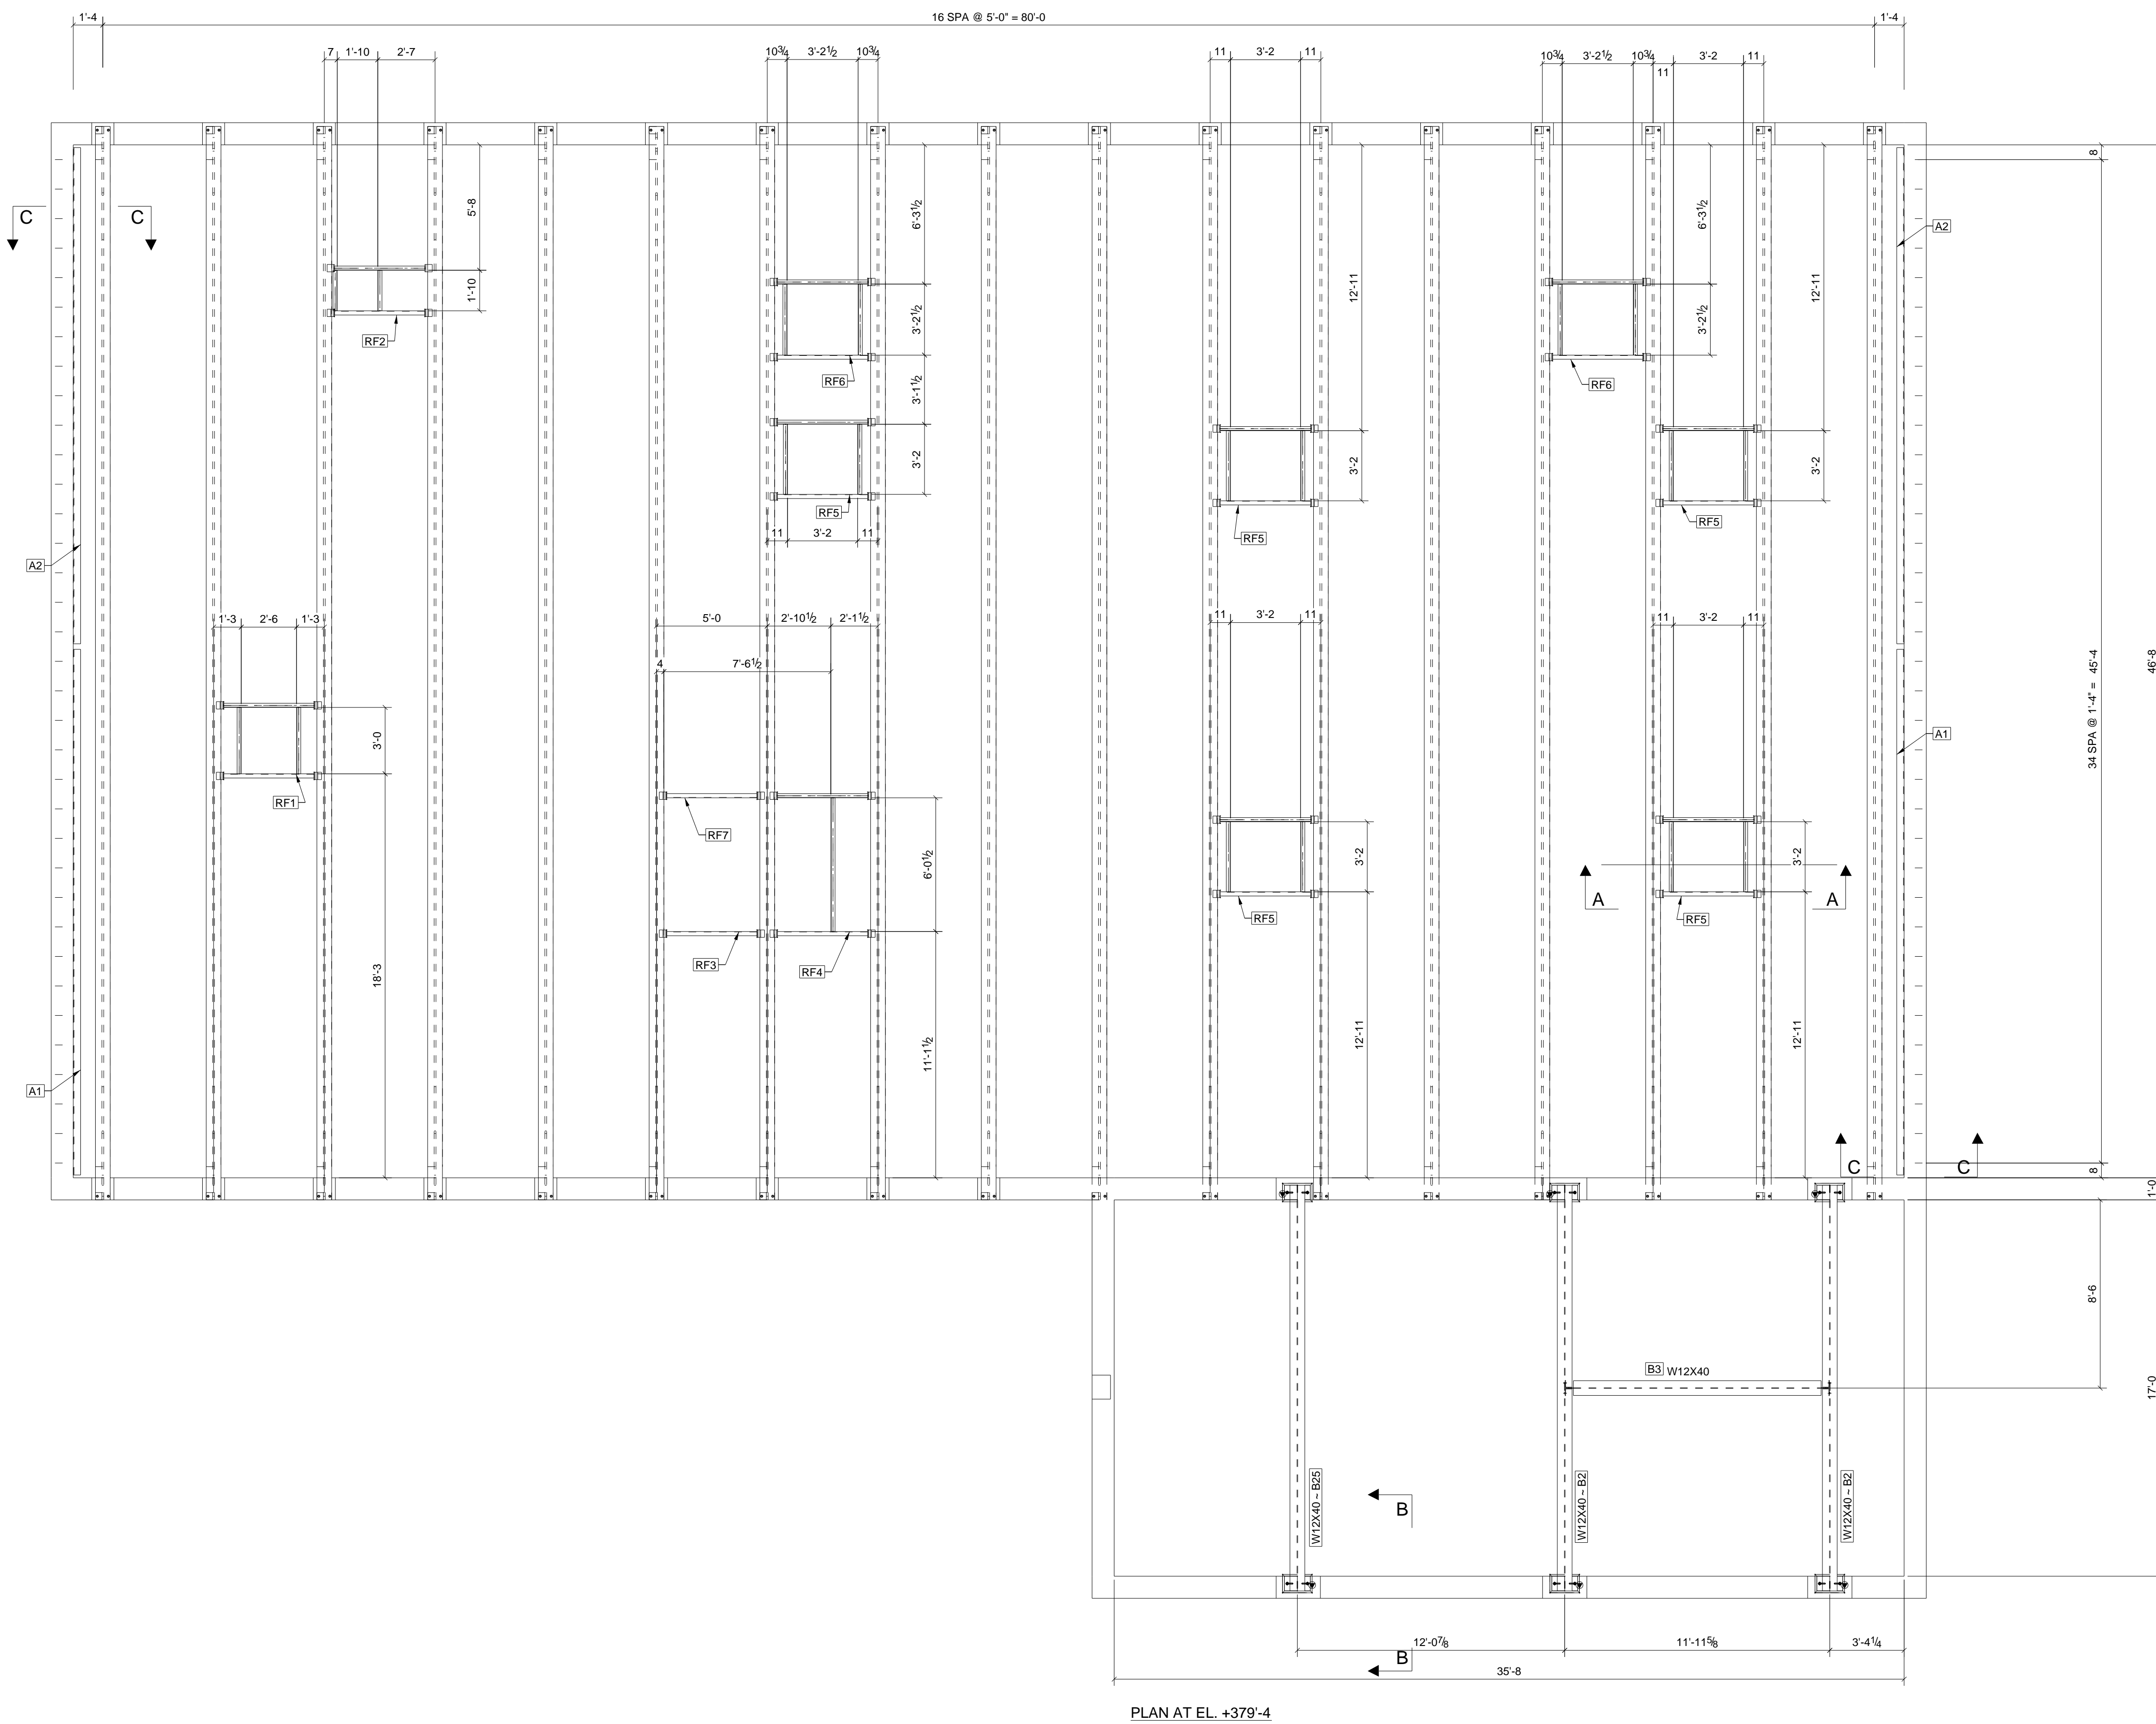 1'-4
16 SPA @ 5'-0" = 80'-0
1'-4
7
1'-10
2'-7
10¾
3'-2½
10¾
11
3'-2
11
10¾
3'-2½
10¾
11
3'-2
11
8
C
C
5'-8
1'-10
RF2
6'-3½
3'-2½
RF6
3'-1½
3'-2
RF5
11
3'-2
11
12'-11
3'-2
RF5
6'-3½
3'-2½
RF6
12'-11
3'-2
RF5
A2
A2
1'-3
2'-6
1'-3
5'-0
2'-10½
2'-1½
4
7'-6½
11
3'-2
11
11
3'-2
11
34 SPA @ 1'-4" = 45'-4
46'-8
3'-0
RF1
18'-3
RF7
6'-0½
RF3
RF4
11'-1½
3'-2
RF5
12'-11
3'-2
A
A
RF5
12'-11
A1
A1
C
C
8
1'-0
8'-6
B3 W12X40
17'-0
W12X40 ~ B25
W12X40 ~ B2
W12X40 ~ B2
B
B
12'-0⅞
11'-11⅝
3'-4¼
35'-8
PLAN AT EL. +379'-4